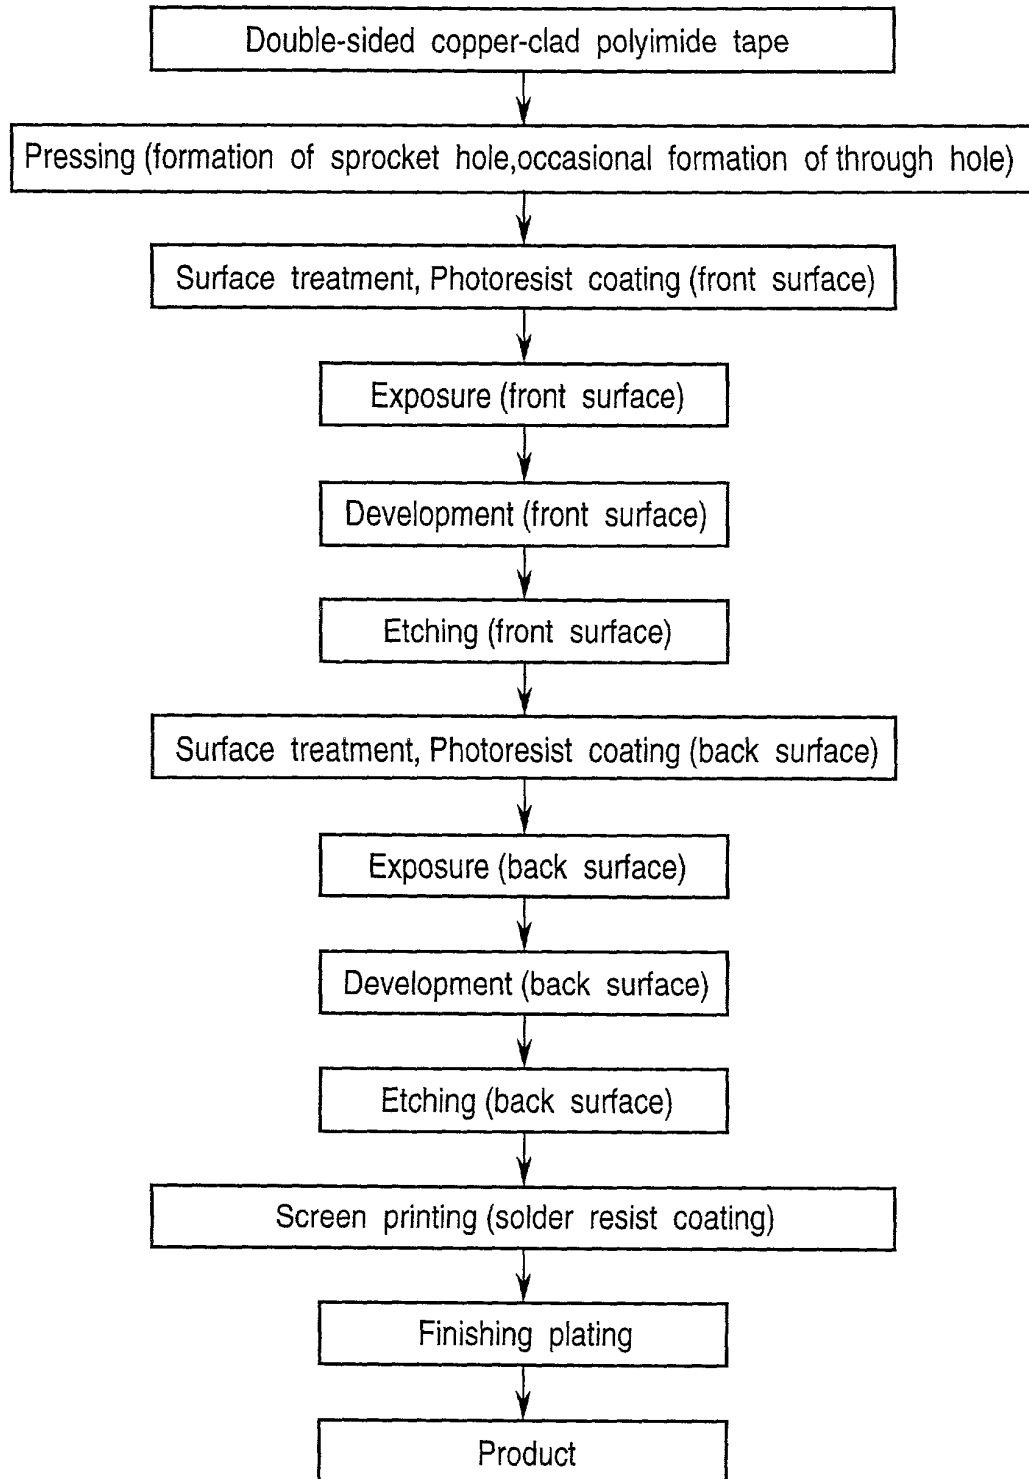 Double-sided copper-clad polyimide tape
Pressing (formation of sprocket hole,occasional formation of through hole)
Surface treatment, Photoresist coating (front surface)
Exposure (front surface)
Development (front surface)
Etching (front surface)
Surface treatment, Photoresist coating (back surface)
Exposure (back surface)
Development (back surface)
Etching (back surface)
Screen printing (solder resist coating)
Finishing plating
Product